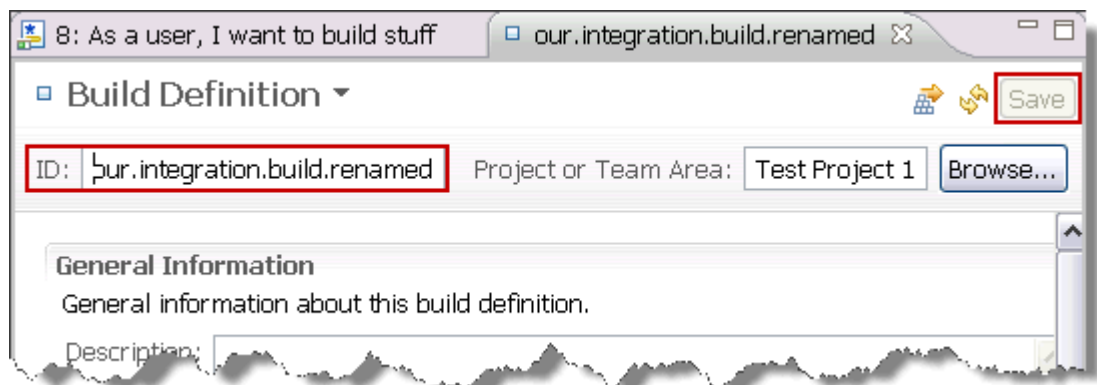 8: As a user, I want to build stuff our.integration.build.renamed
Build Definition Save
ID: our.integration.build.renamed Project or Team Area: Test Project 1 Browse...
General Information
General information about this build definition.
Description: